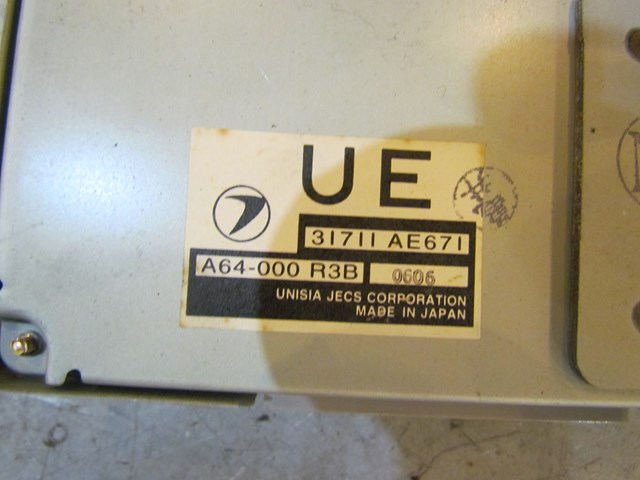 UE
31711 AE671
A64-000 R3B
0606
UNISIA JECS CORPORATION
MADE IN JAPAN